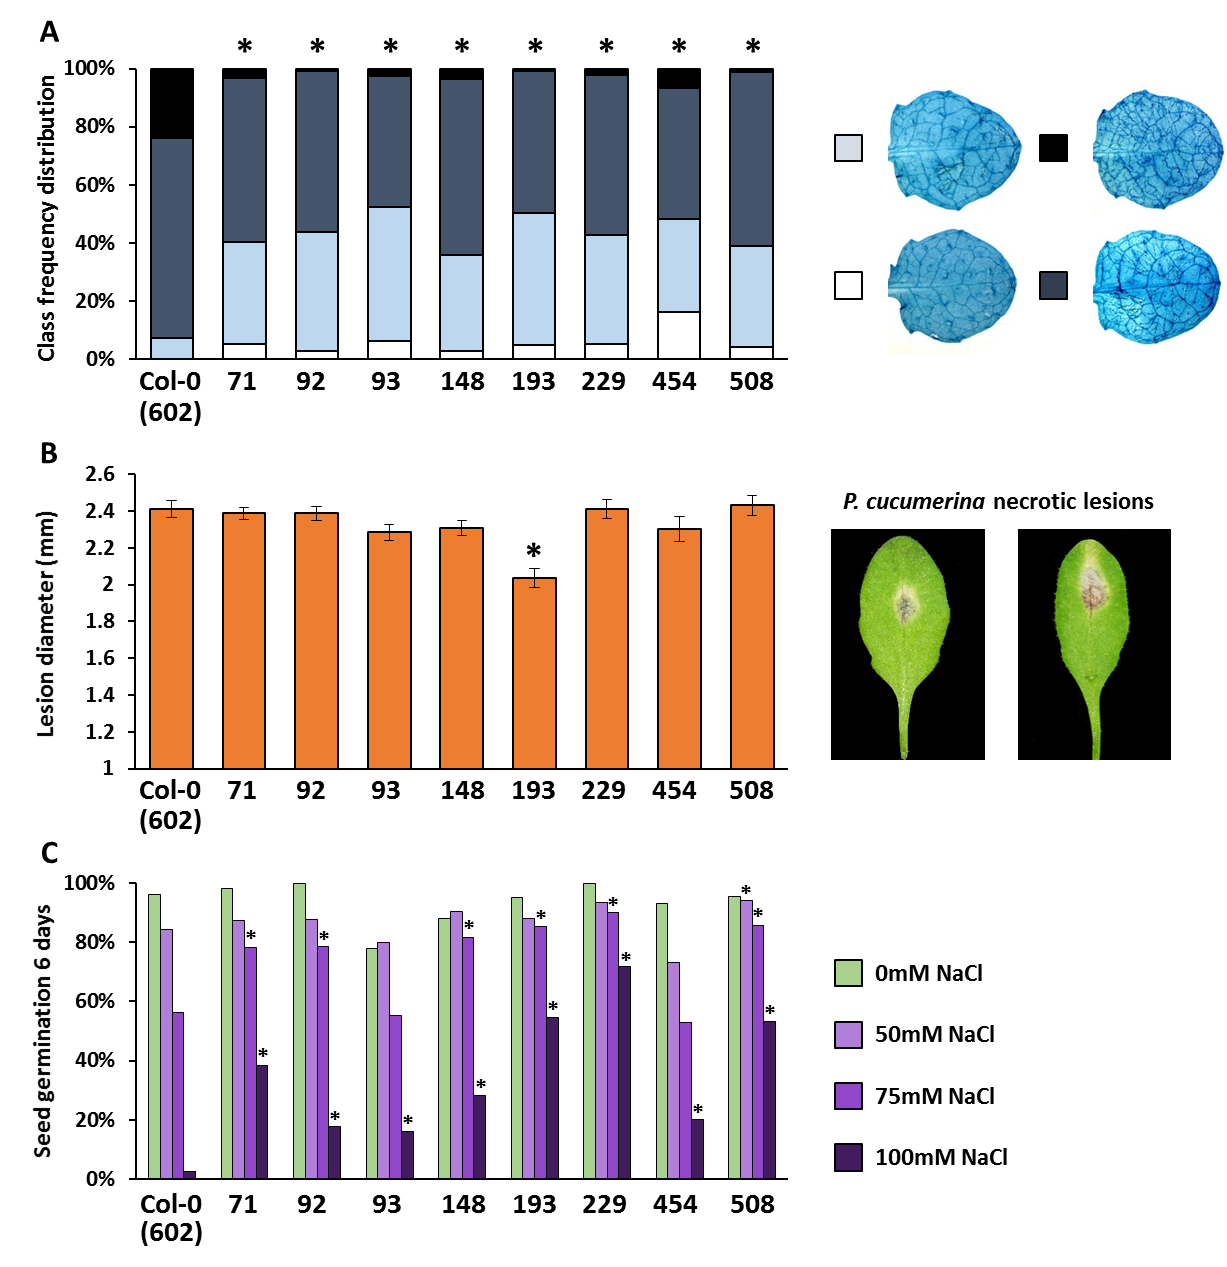 A
* * * * * * * *
Class frequency distribution
100%
80%
60%
40%
20%
0%
Col-0 71 92 93 148 193 229 454 508
(602)
B
Lesion diameter (mm)
2.6
2.4
2.2
2
1.8
1.6
1.4
1.2
1
*
Col-0 71 92 93 148 193 229 454 508
(602)
P. cucumerina necrotic lesions
C
Seed germination 6 days
100%
80%
60%
40%
20%
0%
* * * * * * * * * * * * * * *
Col-0 71 92 93 148 193 229 454 508
(602)
0mM NaCl
50mM NaCl
75mM NaCl
100mM NaCl